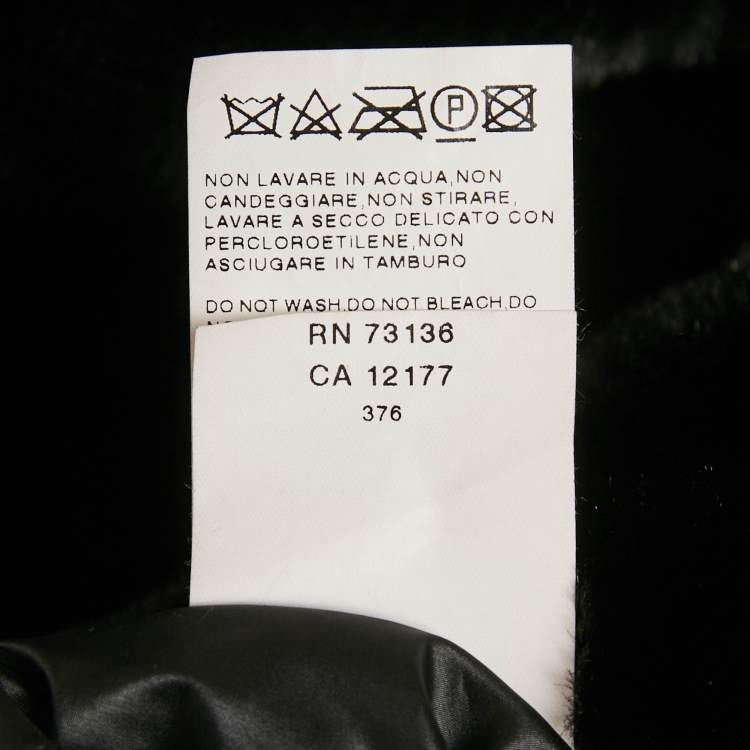 P
NON LAVARE IN ACQUA,NON
CANDEGGIARE,NON STIRARE,
LAVARE A SECCO DELICATO CON
PERCLOROETILENE,NON
ASCIUGARE IN TAMBURO
DO NOT WASH,DO NOT BLEACH,DO
RN 73136
CA 12177
376